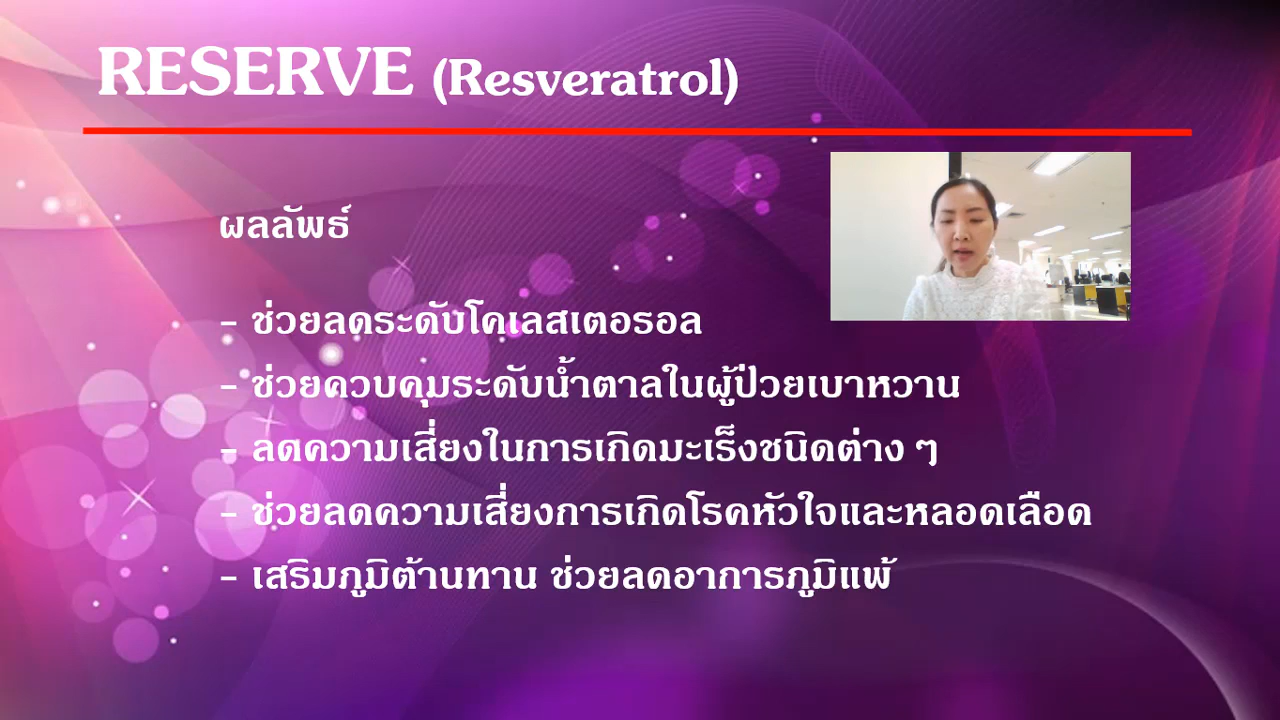 RESERVE (Resveratrol)
ผลลัพธ์
- ช่วยลดระดับโคเลสเตอรอล
- ช่วยควบคุมระดับน้ำตาลในผู้ป่วยเบาหวาน
- ลดความเสี่ยงในการเกิดมะเร็งชนิดต่าง ๆ
- ช่วยลดความเสี่ยงการเกิดโรคหัวใจและหลอดเลือด
- เสริมภูมิต้านทาน ช่วยลดอาการภูมิแพ้